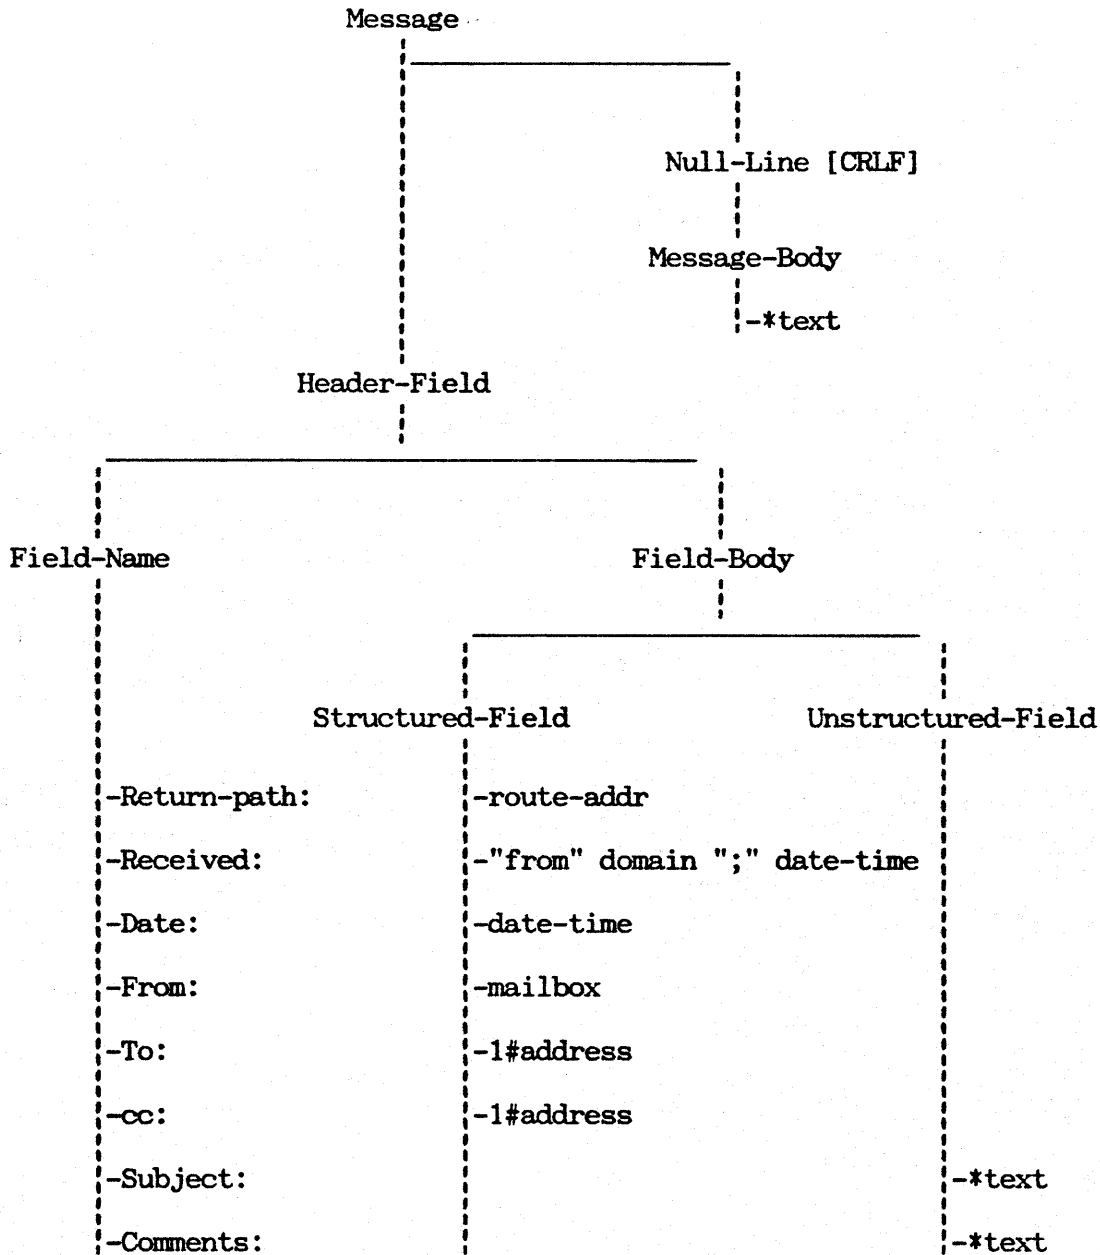 Message
Null-Line [CRLF]
Message-Body
-*text
Header-Field
Field-Name Field-Body
Structured-Field Unstructured-Field
-Return-path: -route-addr
-Received: -"from" domain ";" date-time
-Date: -date-time
-From: -mailbox
-To: -1#address
-cc: -1#address
-Subject: -*text
-Comments: -*text